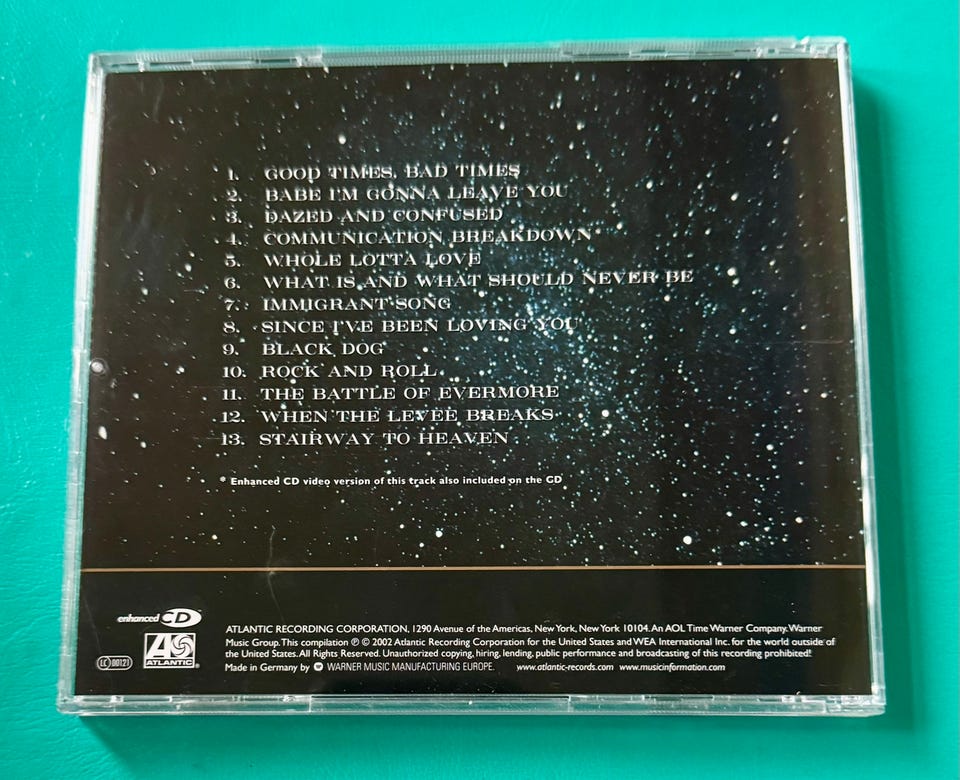 1. GOOD TIMES, BAD TIMES
2. BABE I'M GONNA LEAVE YOU
3. DAZED AND CONFUSED
4. COMMUNICATION BREAKDOWN*
5. WHOLE LOTTA LOVE
6. WHAT IS AND WHAT SHOULD NEVER BE
7. IMMIGRANT SONG
8. SINCE I'VE BEEN LOVING YOU
9. BLACK DOG
10. ROCK AND ROLL
11. THE BATTLE OF EVERMORE
12. WHEN THE LEVEE BREAKS
13. STAIRWAY TO HEAVEN
* Enhanced CD video version of this track also included on the CD
enhanced CD™
ATLANTIC®
LC 00121
ATLANTIC RECORDING CORPORATION, 1290 Avenue of the Americas, New York, New York 10104. An AOL Time Warner Company. Warner
Music Group. This compilation ℗ © 2002 Atlantic Recording Corporation for the United States and WEA International Inc. for the world outside of
the United States. All Rights Reserved. Unauthorized copying, hiring, lending, public performance and broadcasting of this recording prohibited.
Made in Germany by WARNER MUSIC MANUFACTURING EUROPE. www.atlantic-records.com www.musicinformation.com